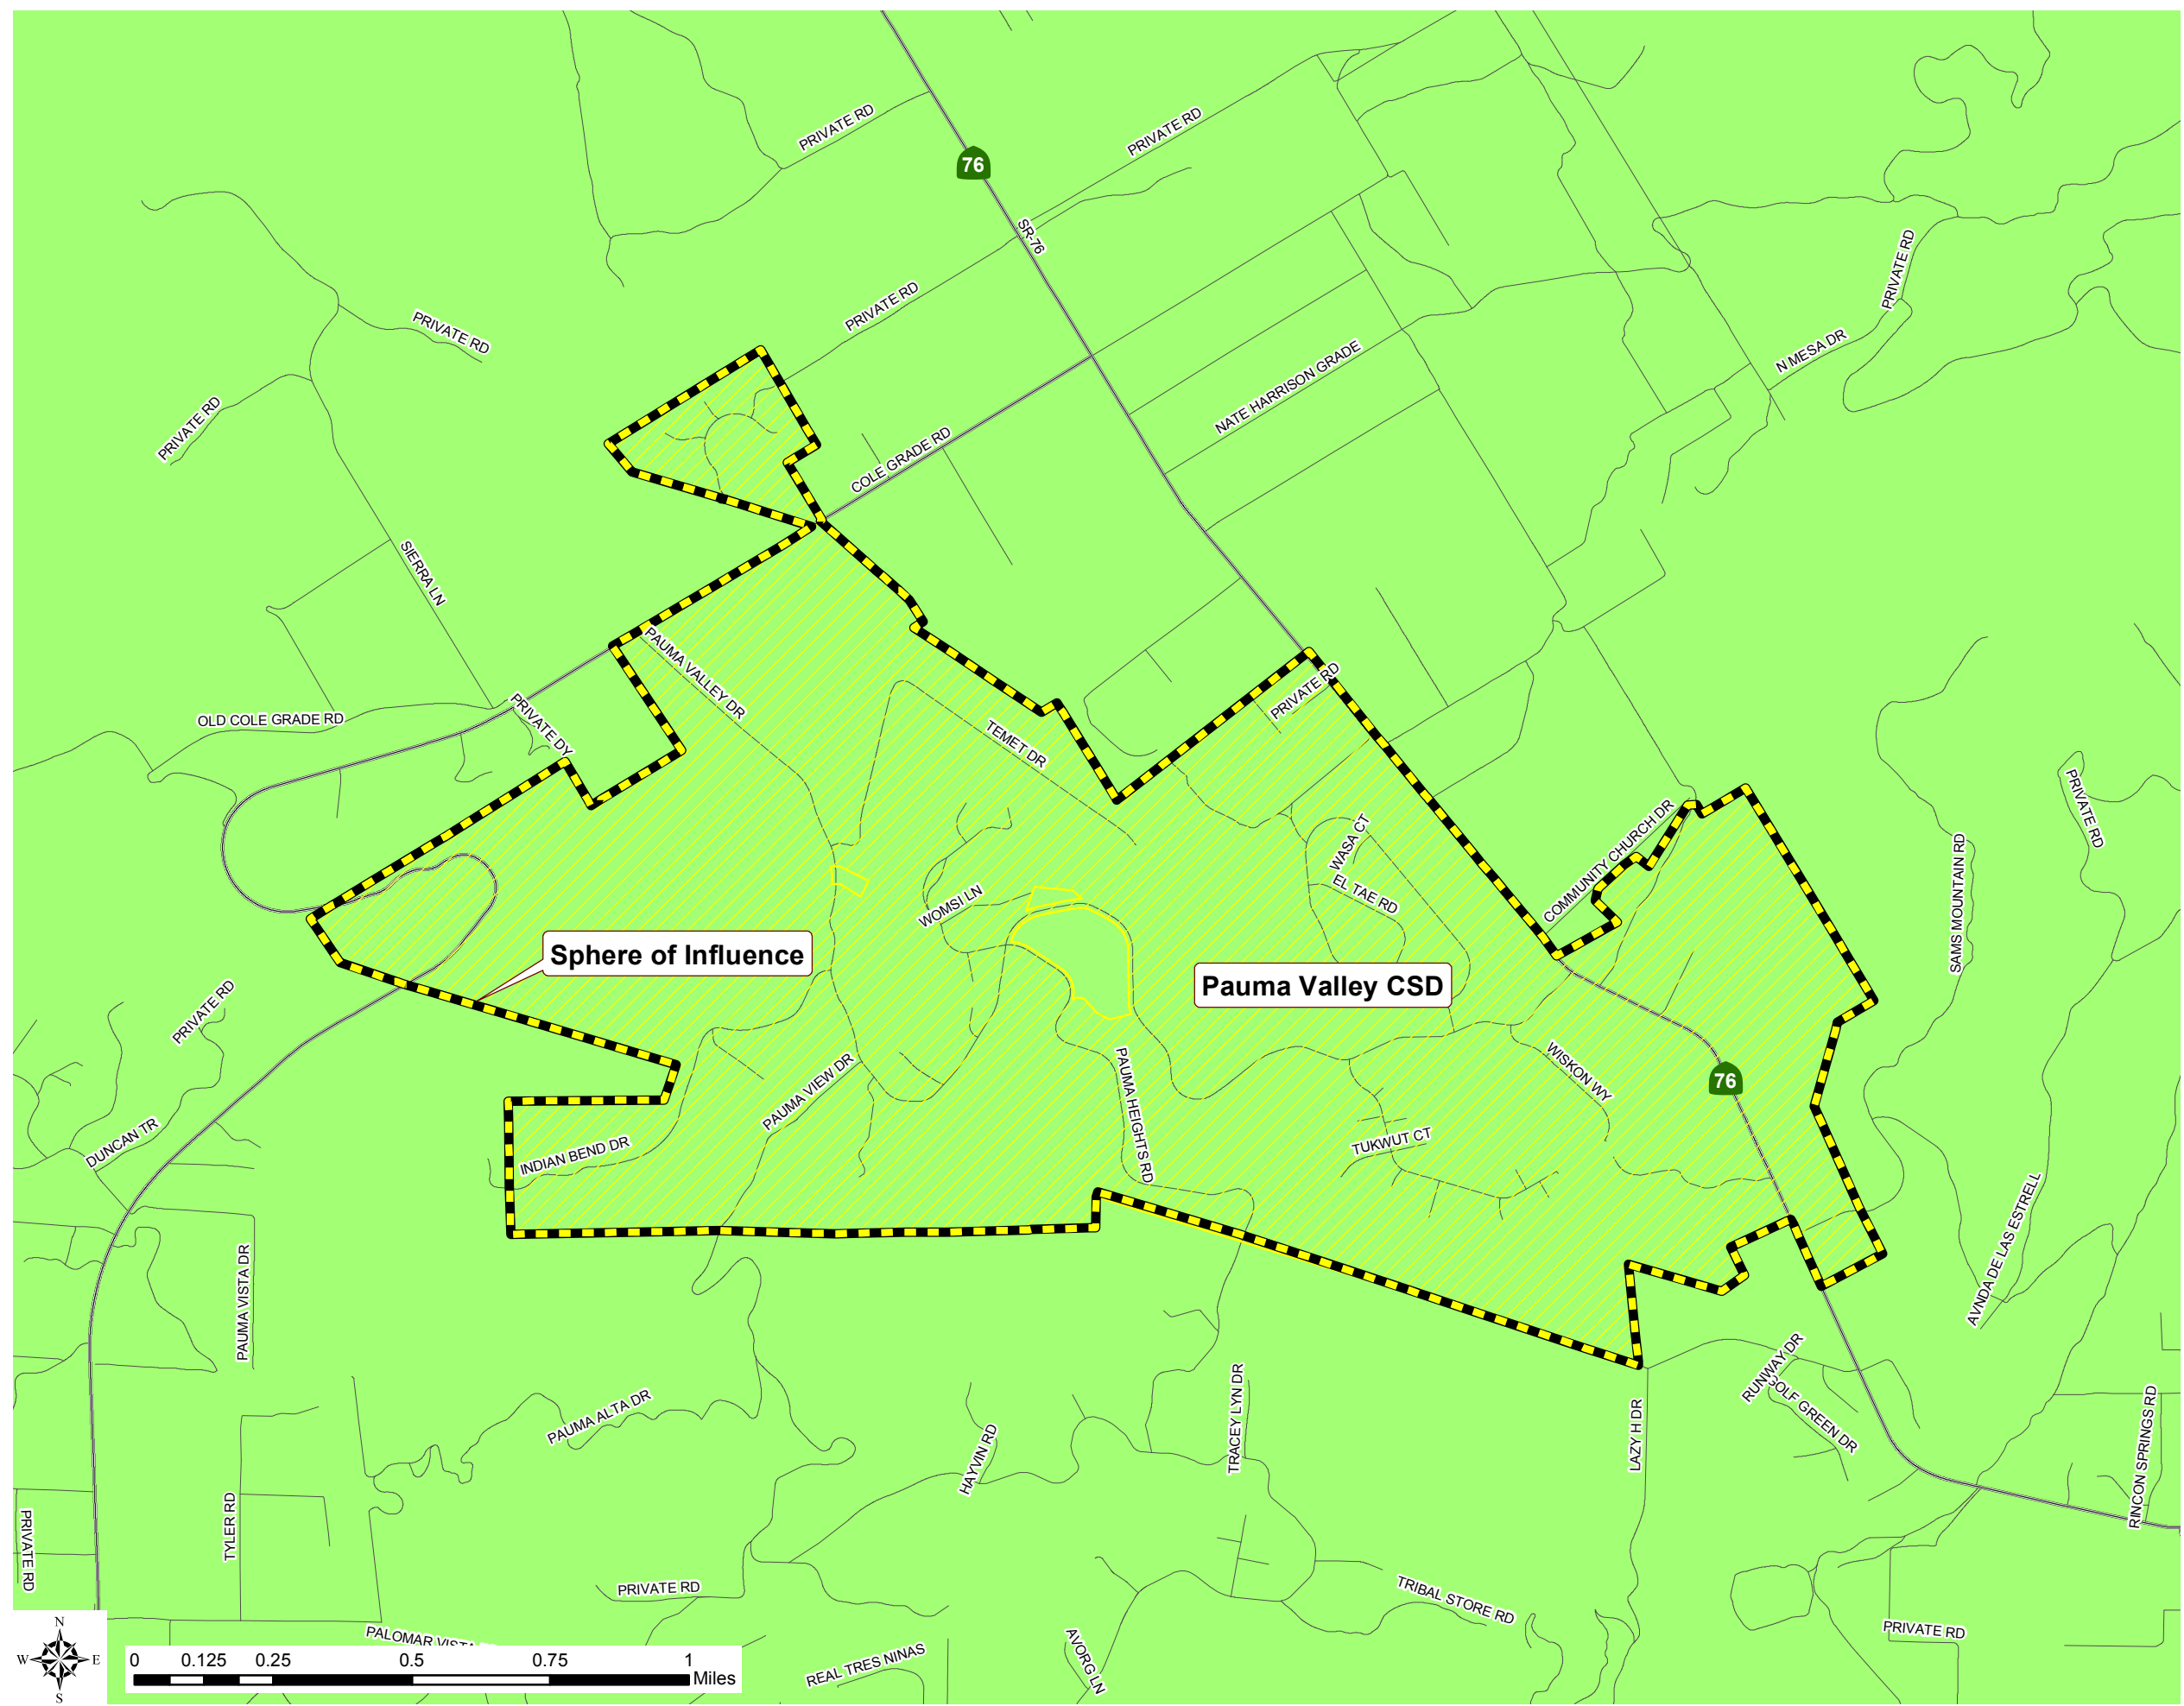 PRIVATE RD
76
PRIVATE RD
SR-76
PRIVATE RD
PRIVATE RD
PRIVATE RD
N MESA DR
NATE HARRISON GRADE
PRIVATE RD
COLE GRADE RD
SIERRA LN
PAUMA VALLEY DR
PRIVATE RD
OLD COLE GRADE RD
PRIVATE DY
TEMET DR
PRIVATE RD
WASA CT
COMMUNITY CHURCH DR
SAMS MOUNTAIN RD
EL TAE RD
WOMSI LN
Sphere of Influence
Pauma Valley CSD
PRIVATE RD
WISKON WY
76
PAUMA VIEW DR
PAUMA HEIGHTS RD
DUNCAN TR
INDIAN BEND DR
TUKWUT CT
AVNDA DE LAS ESTRELL
PAUMA VISTA DR
RUNWAY DR
GOLF GREEN DR
PAUMA ALTA DR
TRACEY LYN DR
LAZY H DR
RINCON SPRINGS RD
HAYVIN RD
TYLER RD
PRIVATE RD
PRIVATE RD
TRIBAL STORE RD
PRIVATE RD
PALOMAR VISTA
AVORG LN
REAL TRES NINAS
N
W E
S
0 0.125 0.25 0.5 0.75 1
Miles